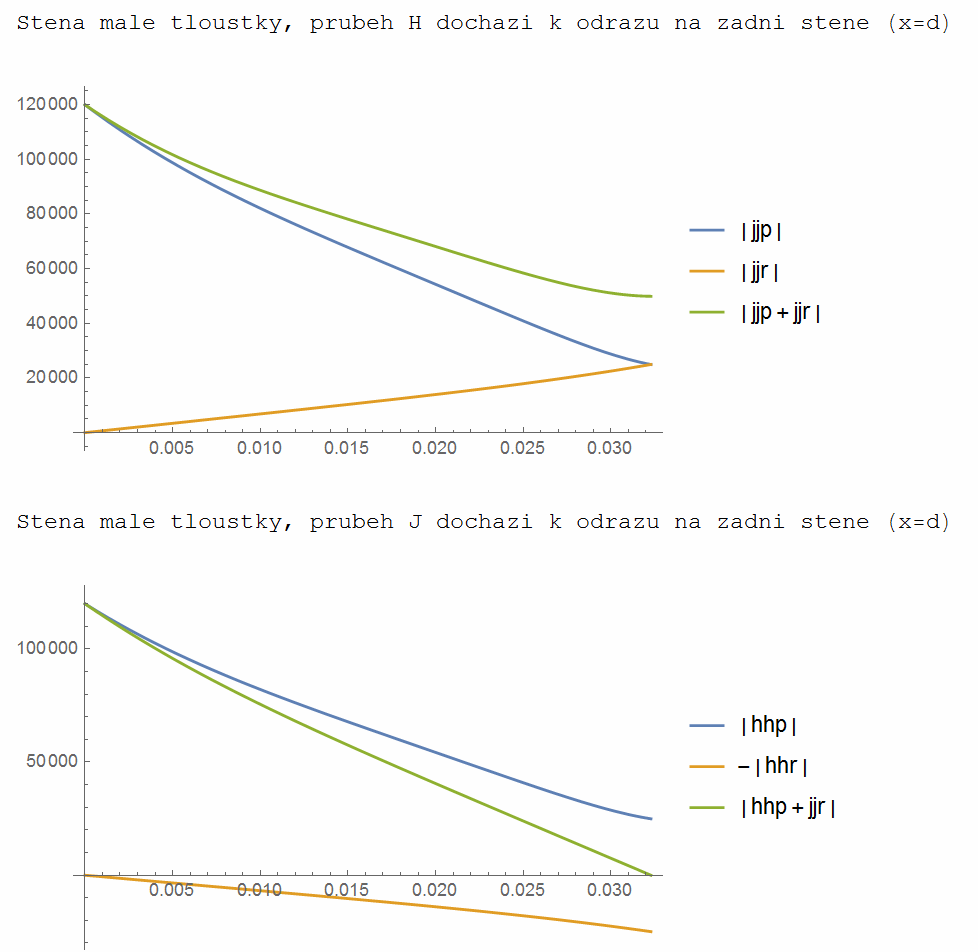 Stena male tloustky, prubeh H dochazi k odrazu na zadni stene (x=d)
120000
100000
80000
60000
40000
20000
0.005 0.010 0.015 0.020 0.025 0.030
| jjp |
| jjr |
| jjp + jjr |
Stena male tloustky, prubeh J dochazi k odrazu na zadni stene (x=d)
100000
50000
0.005 0.010 0.015 0.020 0.025 0.030
| hhp |
– | hhr |
| hhp + jjr |